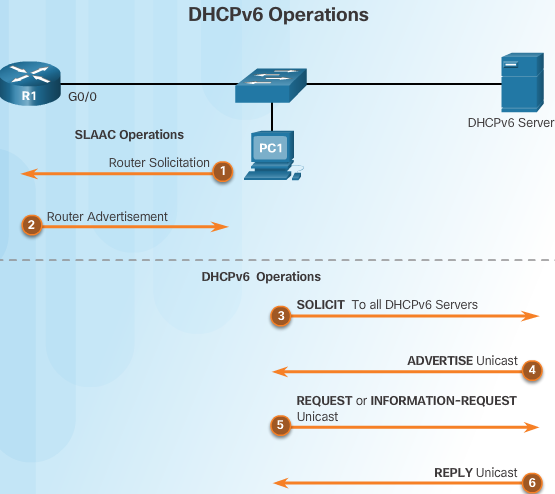 DHCPv6 Operations
R1
G0/0
DHCPv6 Server
SLAAC Operations
PC1
Router Solicitation
1
2
Router Advertisement
DHCPv6 Operations
3
SOLICIT To all DHCPv6 Servers
ADVERTISE Unicast
4
REQUEST or INFORMATION-REQUEST
Unicast
5
REPLY Unicast
6